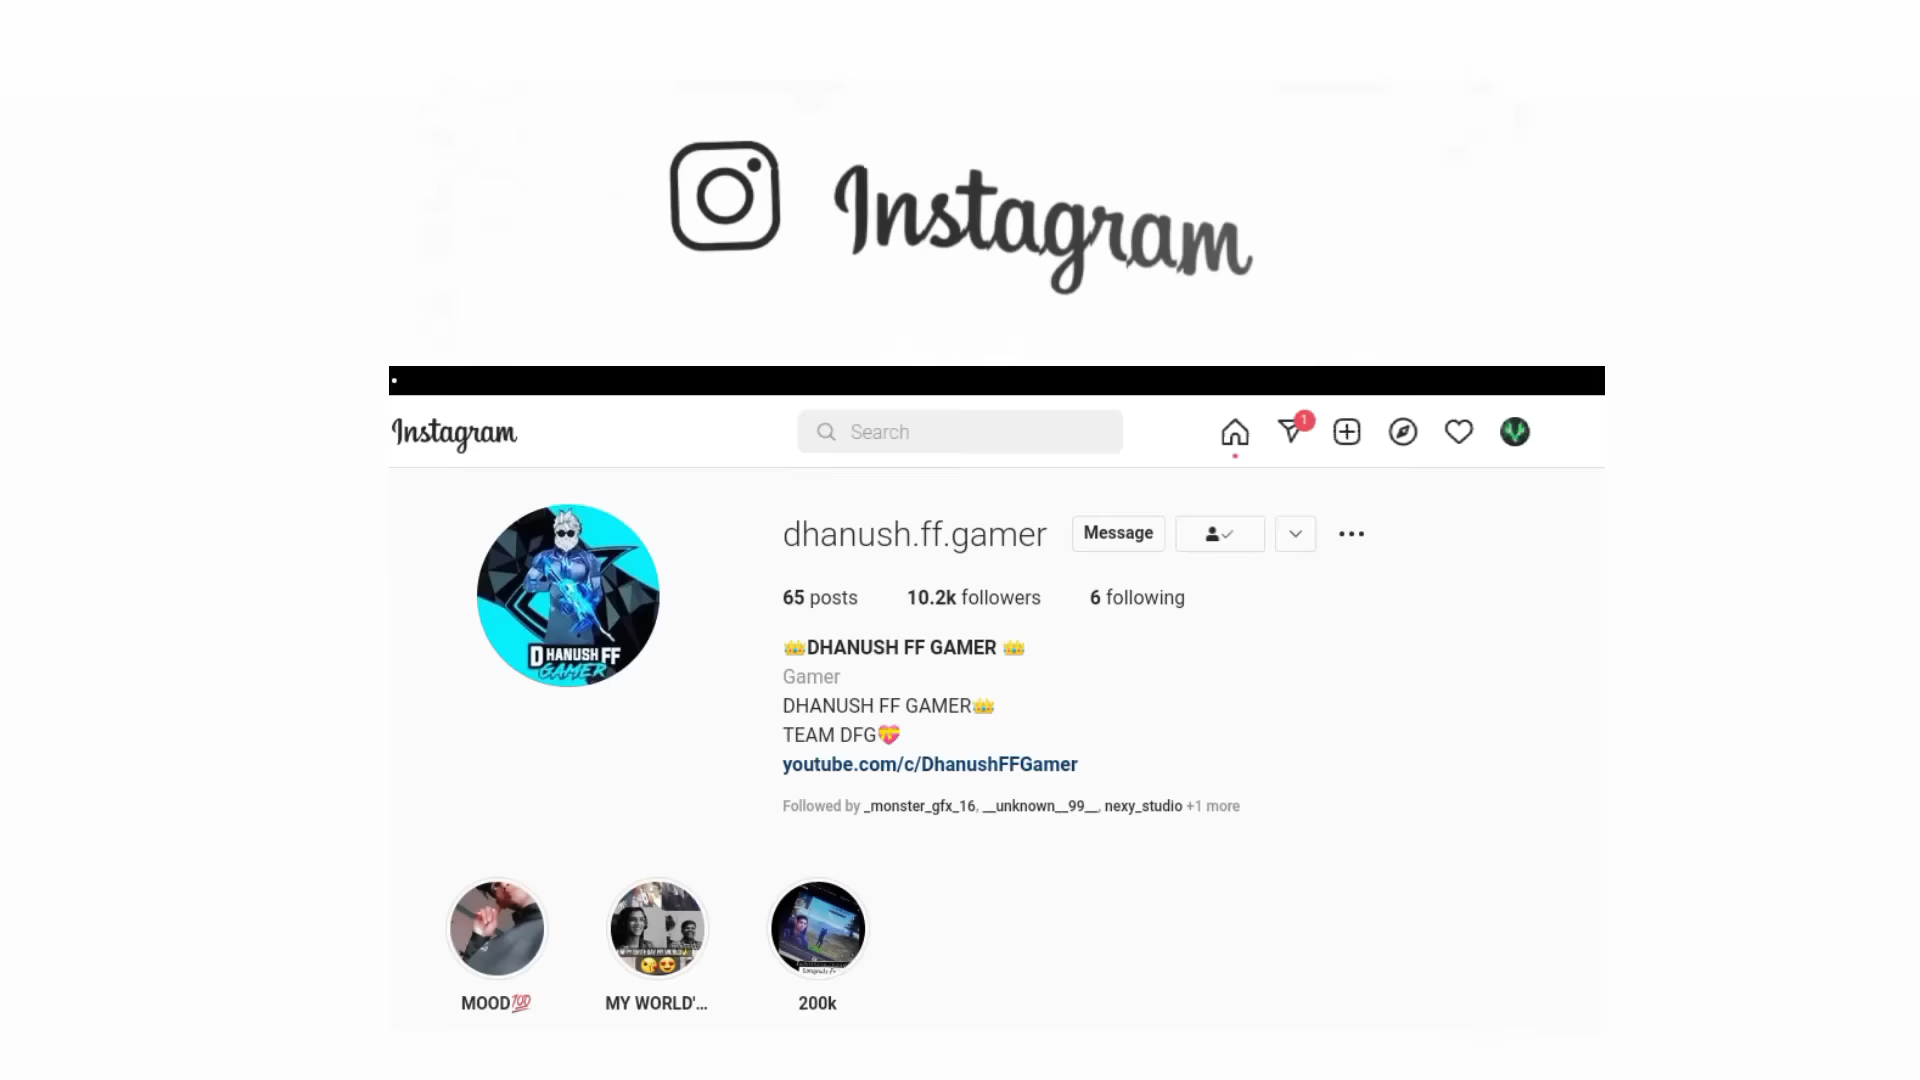 Instagram
Instagram
Search
1
dhanush.ff.gamer
Message
65 posts 10.2k followers 6 following
👑DHANUSH FF GAMER 👑
Gamer
DHANUSH FF GAMER👑
TEAM DFG💝
youtube.com/c/DhanushFFGamer
Followed by _monster_gfx_16, __unknown__99__, nexy_studio +1 more
DHANUSH FF
GAMER
MOOD💯
MY WORLD'...
200k